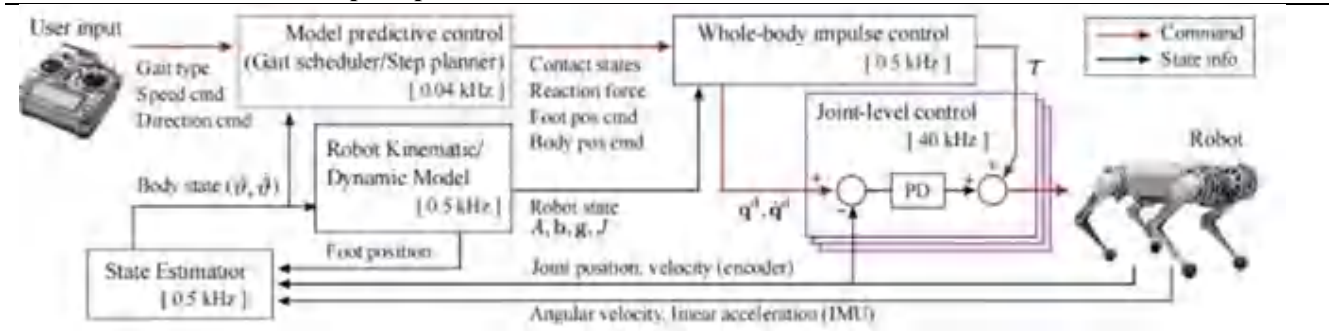 User input
Gait type
Speed cmd
Direction cmd
Model predictive control
(Gait scheduler/Step planner)
[ 0.04 kHz ]
Contact states
Reaction force
Foot pos cmd
Body pos cmd
Whole-body impulse control
[ 0.5 kHz ]
τ
Command
State info
Joint-level control
[ 40 kHz ]
Robot
+
-
PD
+
+
q^d, q̇^d
Robot Kinematic/
Dynamic Model
[ 0.5 kHz ]
Body state
Robot state
A, b, g, J
Foot position
State Estimatior
[ 0.5 kHz ]
Joint position, velocity (encoder)
Angular velocity, linear acceleration (IMU)